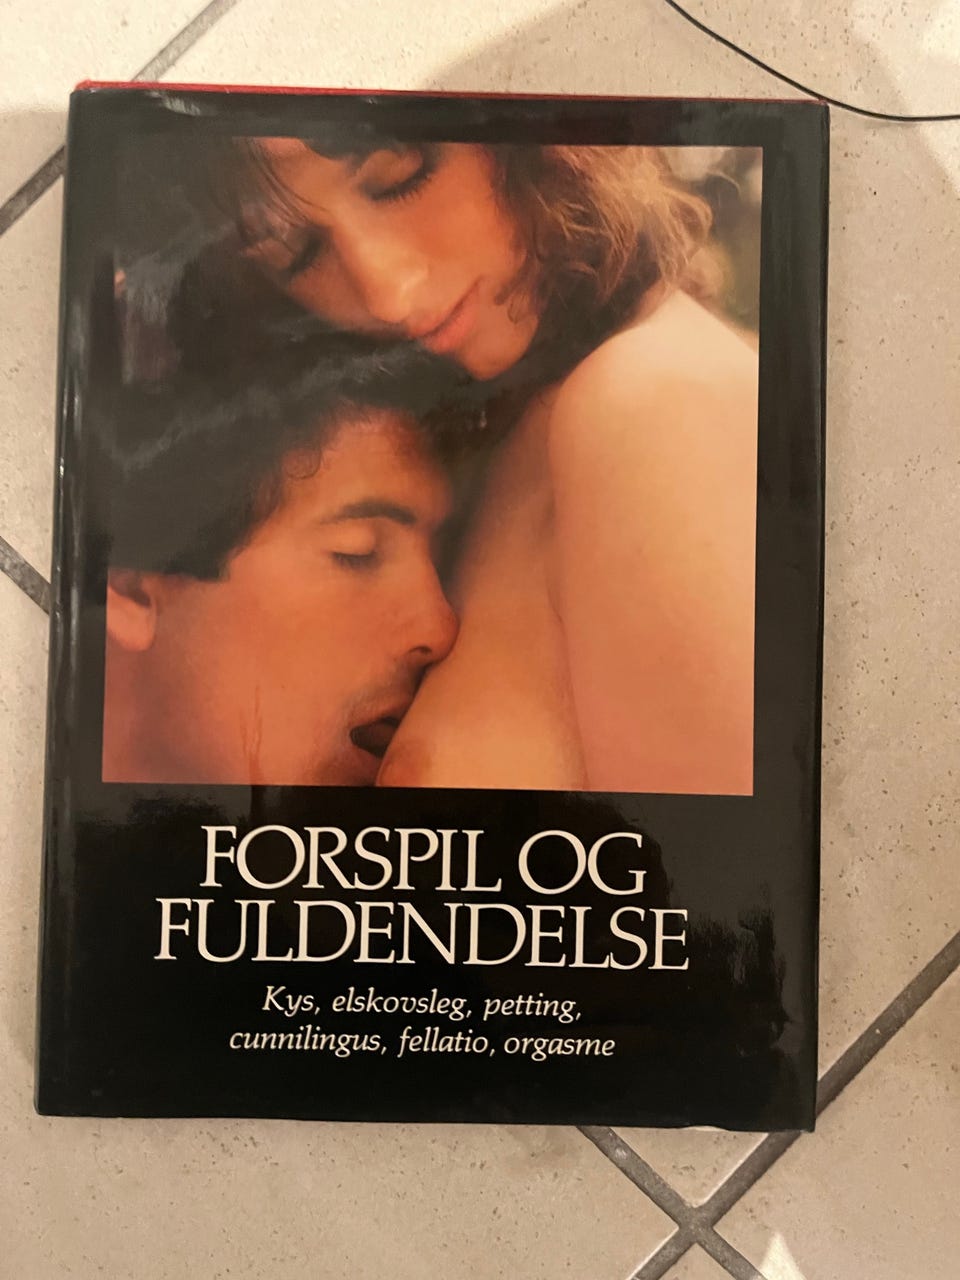 FORSPIL OG
FULDENDELSE
Kys, elskovsleg, petting,
cunnilingus, fellatio, orgasme